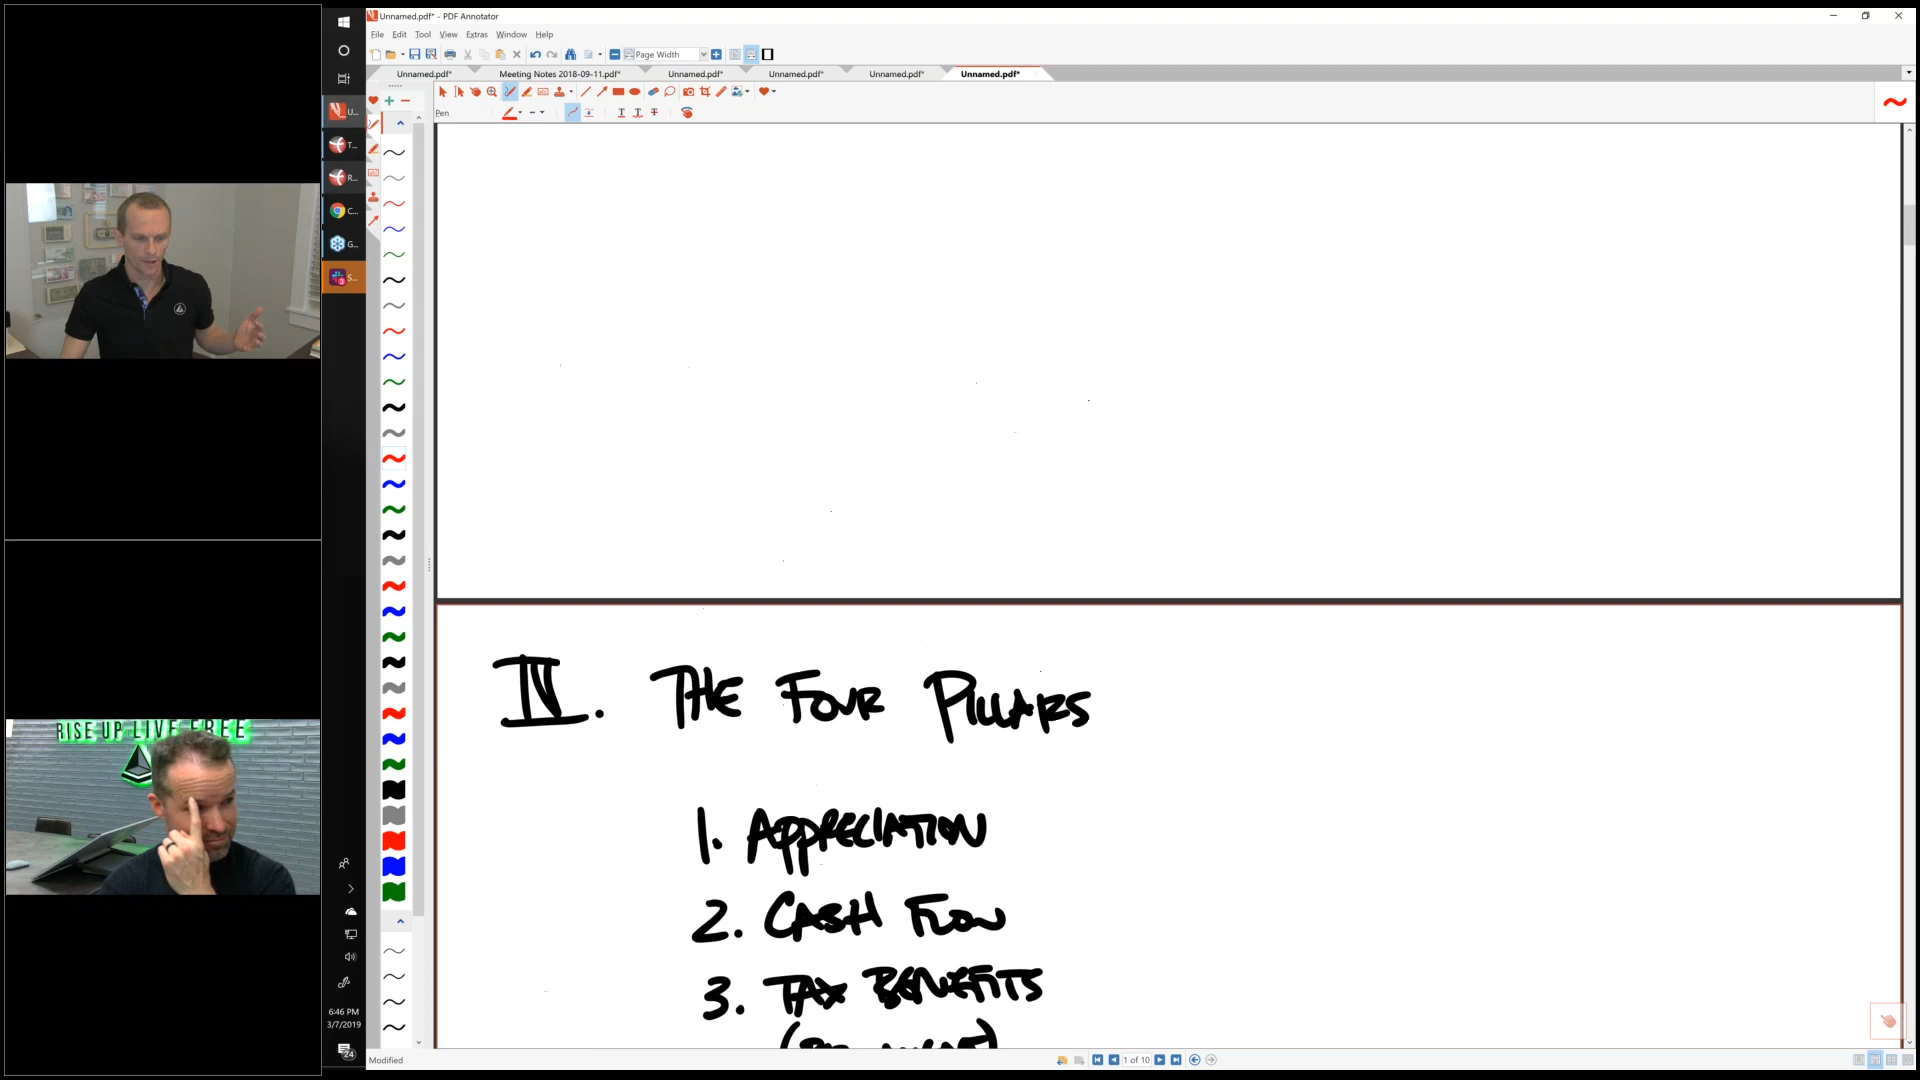 Unnamed.pdf* - PDF Annotator
File Edit Tool View Extras Window Help
Page Width
Unnamed.pdf* Meeting Notes 2018-09-11.pdf* Unnamed.pdf* Unnamed.pdf* Unnamed.pdf* Unnamed.pdf*
Pen
U...
T...
R...
C...
G...
S...
IV. THE FOUR PILLARS
RISE UP LIVE FREE
1. APPRECIATION
2. CASH FLOW
3. TAX BENEFITS
6:46 PM
3/7/2019
24
Modified
1 of 10